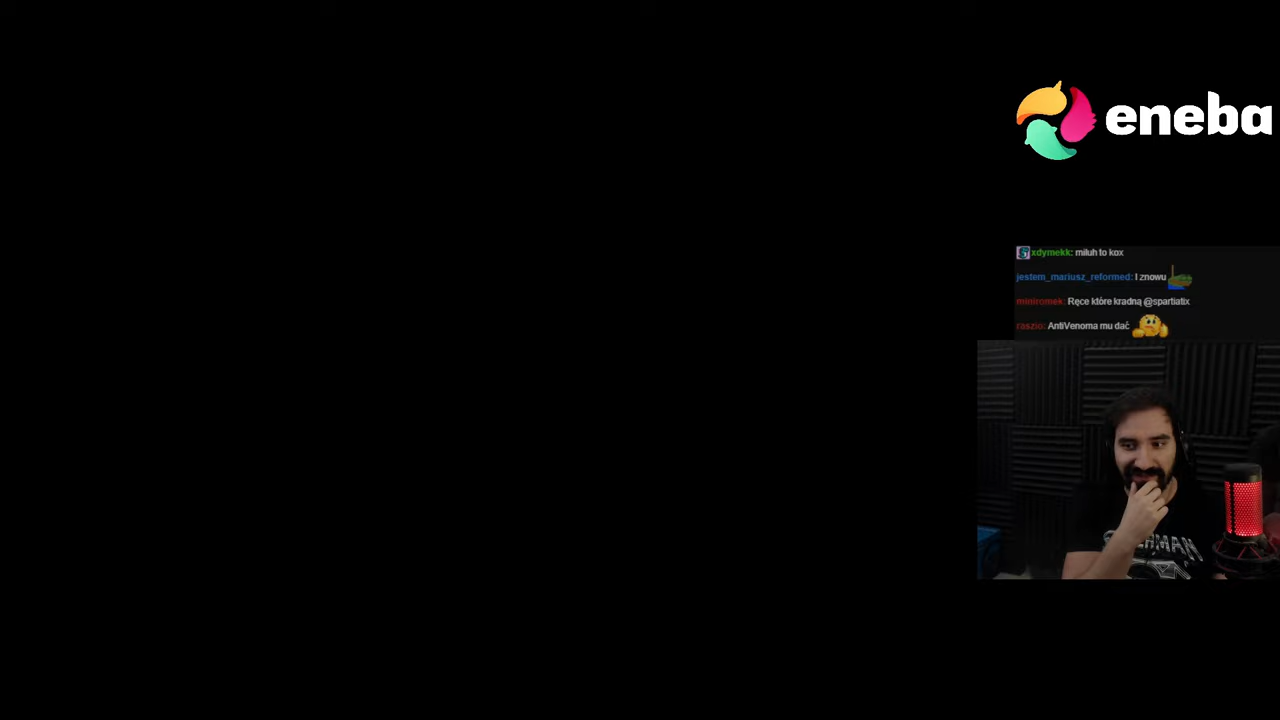 eneba
xdymekk: miluh to kox
jestem_mariusz_reformed: I znowu
miniromek: Ręce które kradną @spartiatix
raszio: AntiVenoma mu dać